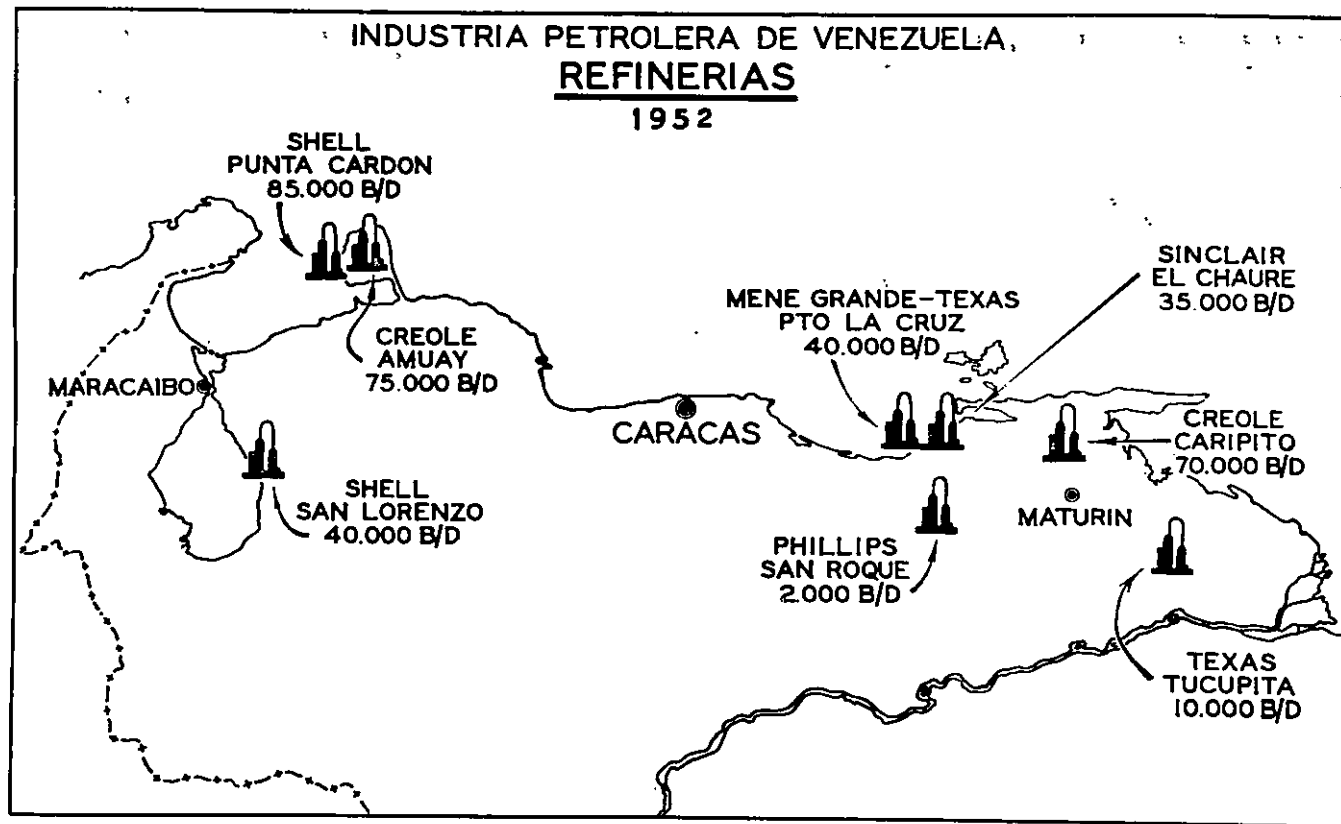 INDUSTRIA PETROLERA DE VENEZUELA.
REFINERIAS
1952
SHELL
PUNTA CARDON
85.000 B/D
CREOLE
AMUAY
75.000 B/D
MARACAIBO
SHELL
SAN LORENZO
40.000 B/D
CARACAS
MENE GRANDE-TEXAS
PTO LA CRUZ
40.000 B/D
SINCLAIR
EL CHAURE
35.000 B/D
CREOLE
CARIPITO
70.000 B/D
MATURIN
PHILLIPS
SAN ROQUE
2.000 B/D
TEXAS
TUCUPITA
10.000 B/D